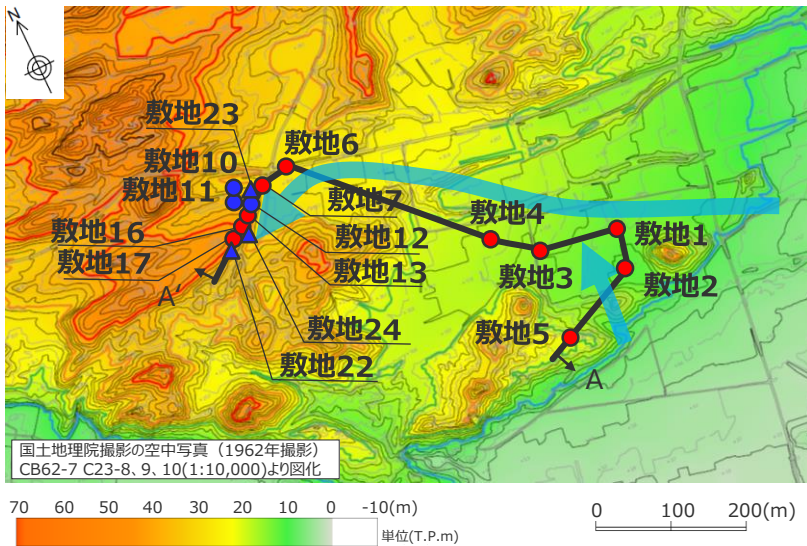 N
敷地23
敷地6
敷地10
敷地11
敷地7
敷地4
敷地16
敷地12
敷地1
敷地17
敷地13
敷地3
敷地2
A'
敷地24
敷地5
敷地22
A
国土地理院撮影の空中写真（1962年撮影）
CB62-7 C23-8、9、10(1:10,000)より図化
70 60 50 40 30 20 10 0 -10(m)
単位(T.P.m)
0 100 200(m)